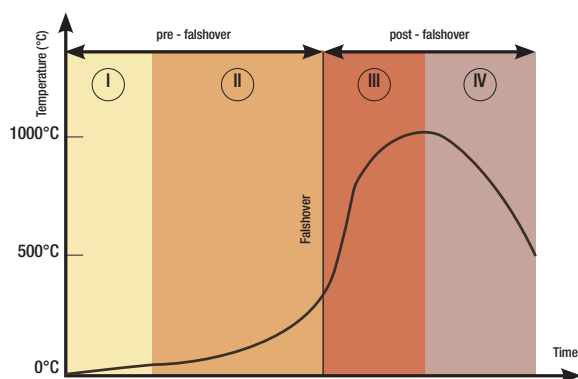 pre - falshover
post - falshover
Temperature (°C)
I
II
III
IV
1000°C
Falshover
500°C
0°C
Time